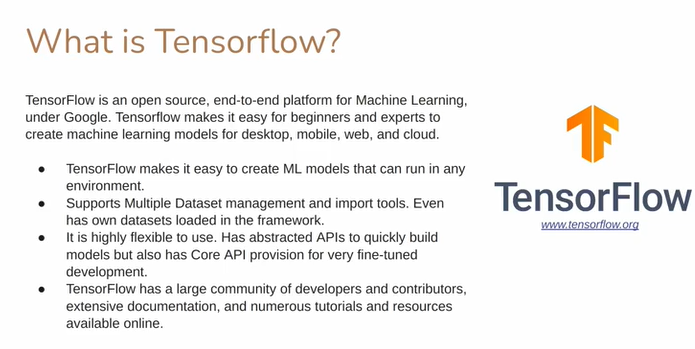 What is Tensorflow?
TensorFlow is an open source, end-to-end platform for Machine Learning,
under Google. Tensorflow makes it easy for beginners and experts to
create machine learning models for desktop, mobile, web, and cloud.
● TensorFlow makes it easy to create ML models that can run in any
environment.
● Supports Multiple Dataset management and import tools. Even
has own datasets loaded in the framework.
● It is highly flexible to use. Has abstracted APIs to quickly build
models but also has Core API provision for very fine-tuned
development.
● TensorFlow has a large community of developers and contributors,
extensive documentation, and numerous tutorials and resources
available online.
TensorFlow
www.tensorflow.org